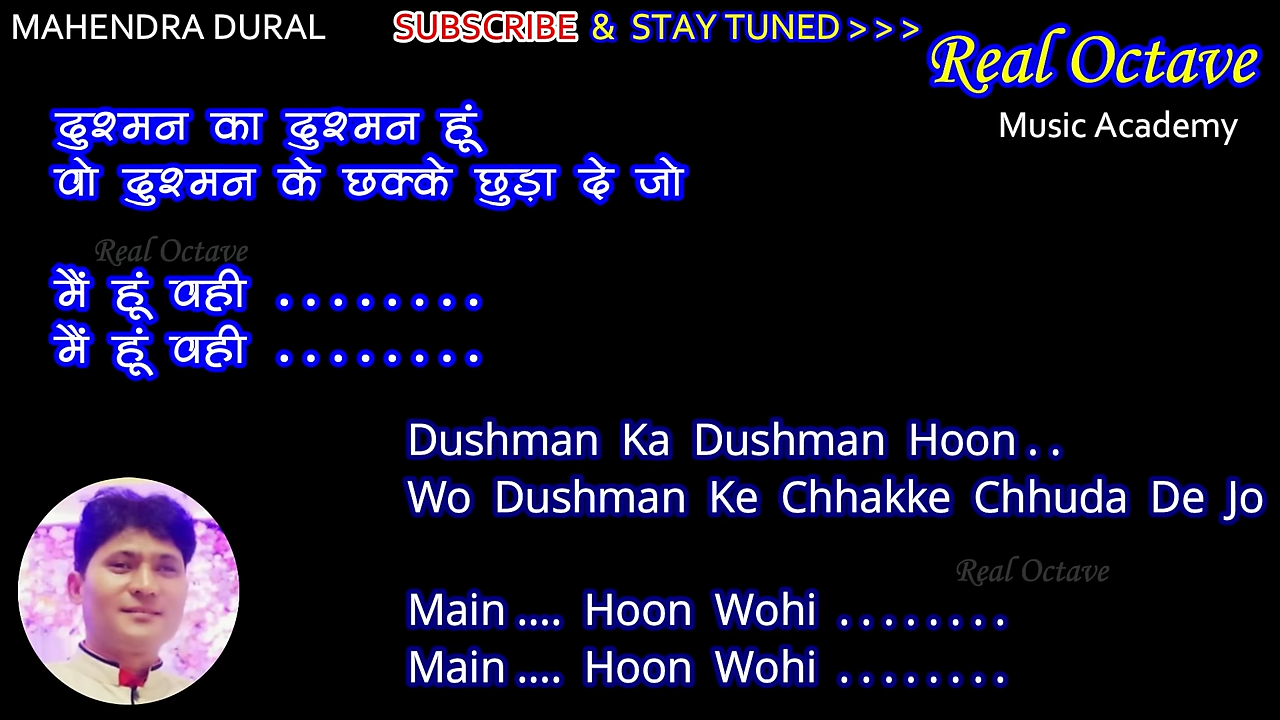 MAHENDRA DURAL
SUBSCRIBE & STAY TUNED > > >
Real Octave
Music Academy
दुश्मन का दुश्मन हूं
वो दुश्मन के छक्के छुड़ा दे जो
Real Octave
मैं हूं वही . . . . . . . .
मैं हूं वही . . . . . . . .
Dushman Ka Dushman Hoon . .
Wo Dushman Ke Chhakke Chhuda De Jo
Real Octave
Main .... Hoon Wohi . . . . . . . .
Main .... Hoon Wohi . . . . . . . .